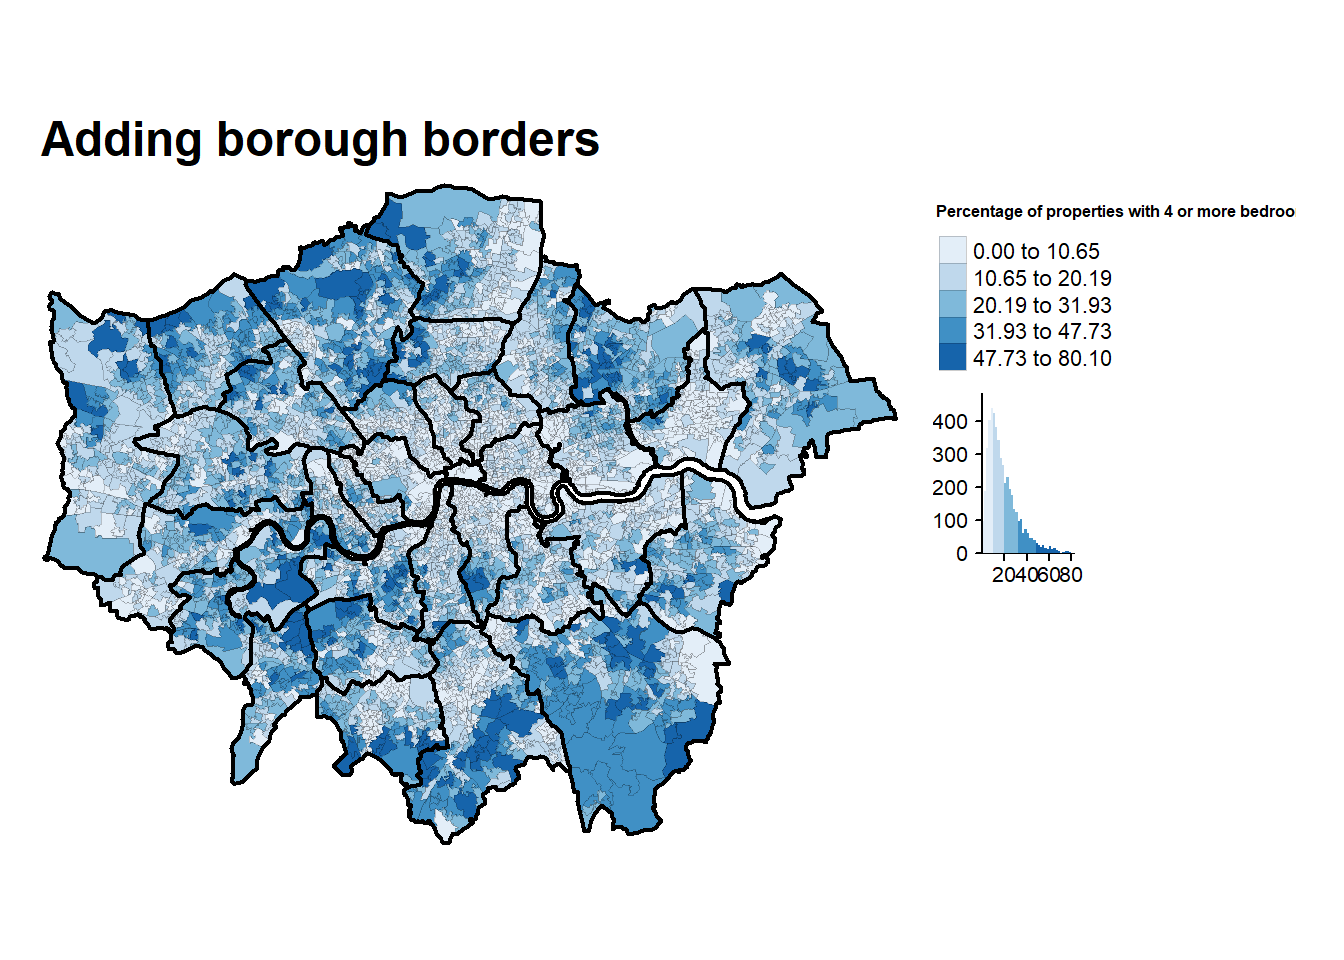 Adding borough borders
Percentage of properties with 4 or more bedroo
0.00 to 10.65
10.65 to 20.19
20.19 to 31.93
31.93 to 47.73
47.73 to 80.10
400
300
200
100
0
20406080